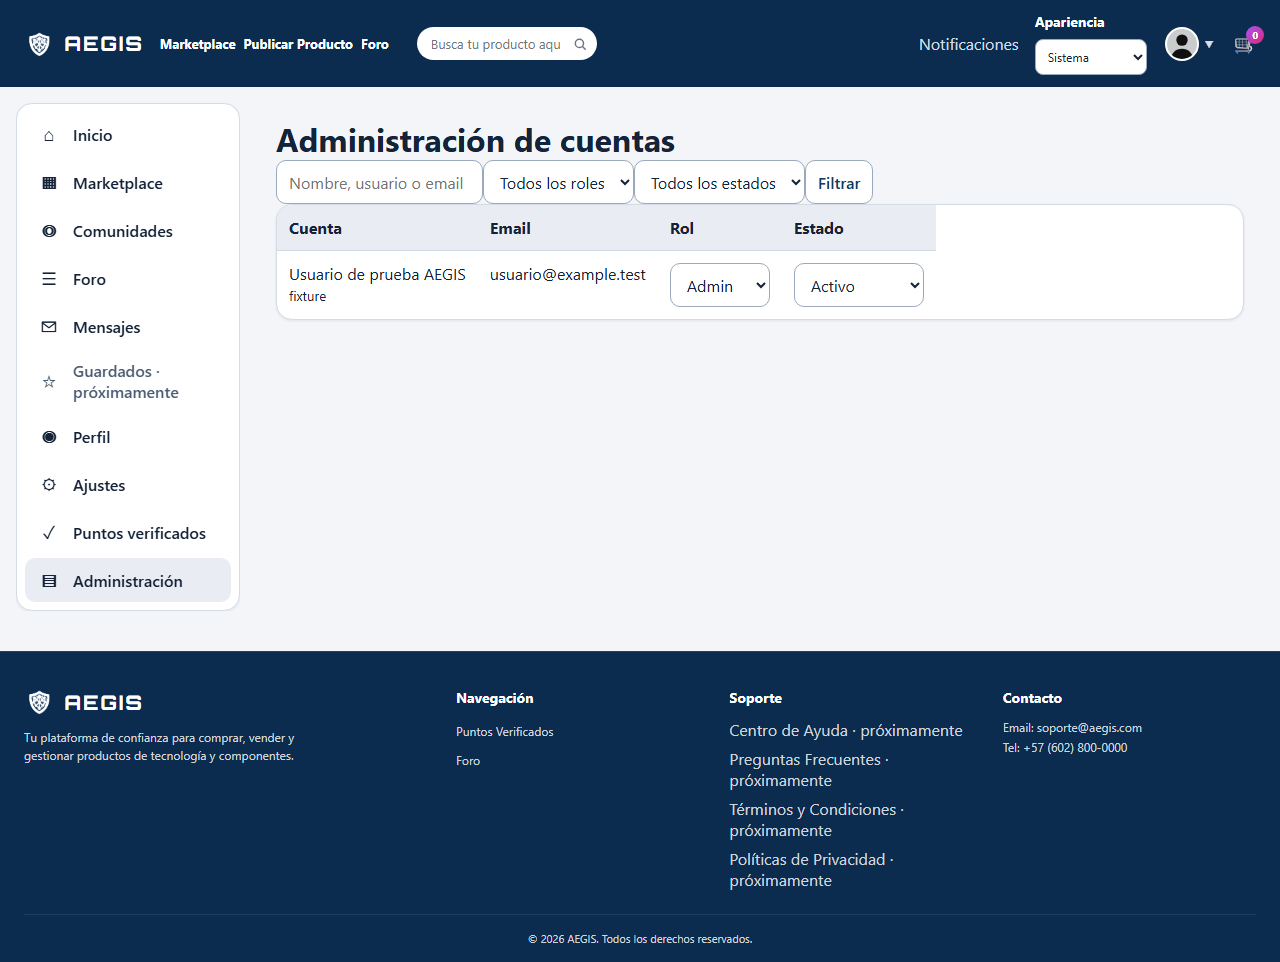 AEGIS
Marketplace Publicar Producto Foro
Busca tu producto aqu
Notificaciones
Apariencia
Sistema
0
Inicio
Marketplace
Comunidades
Foro
Mensajes
Guardados ·
próximamente
Perfil
Ajustes
Puntos verificados
Administración
Administración de cuentas
Nombre, usuario o email
Todos los roles
Todos los estados
Filtrar
Cuenta Email Rol Estado
Usuario de prueba AEGIS usuario@example.test Admin Activo
fixture
AEGIS
Tu plataforma de confianza para comprar, vender y
gestionar productos de tecnología y componentes.
Navegación
Puntos Verificados
Foro
Soporte
Centro de Ayuda · próximamente
Preguntas Frecuentes ·
próximamente
Términos y Condiciones ·
próximamente
Políticas de Privacidad ·
próximamente
Contacto
Email: soporte@aegis.com
Tel: +57 (602) 800-0000
© 2026 AEGIS. Todos los derechos reservados.